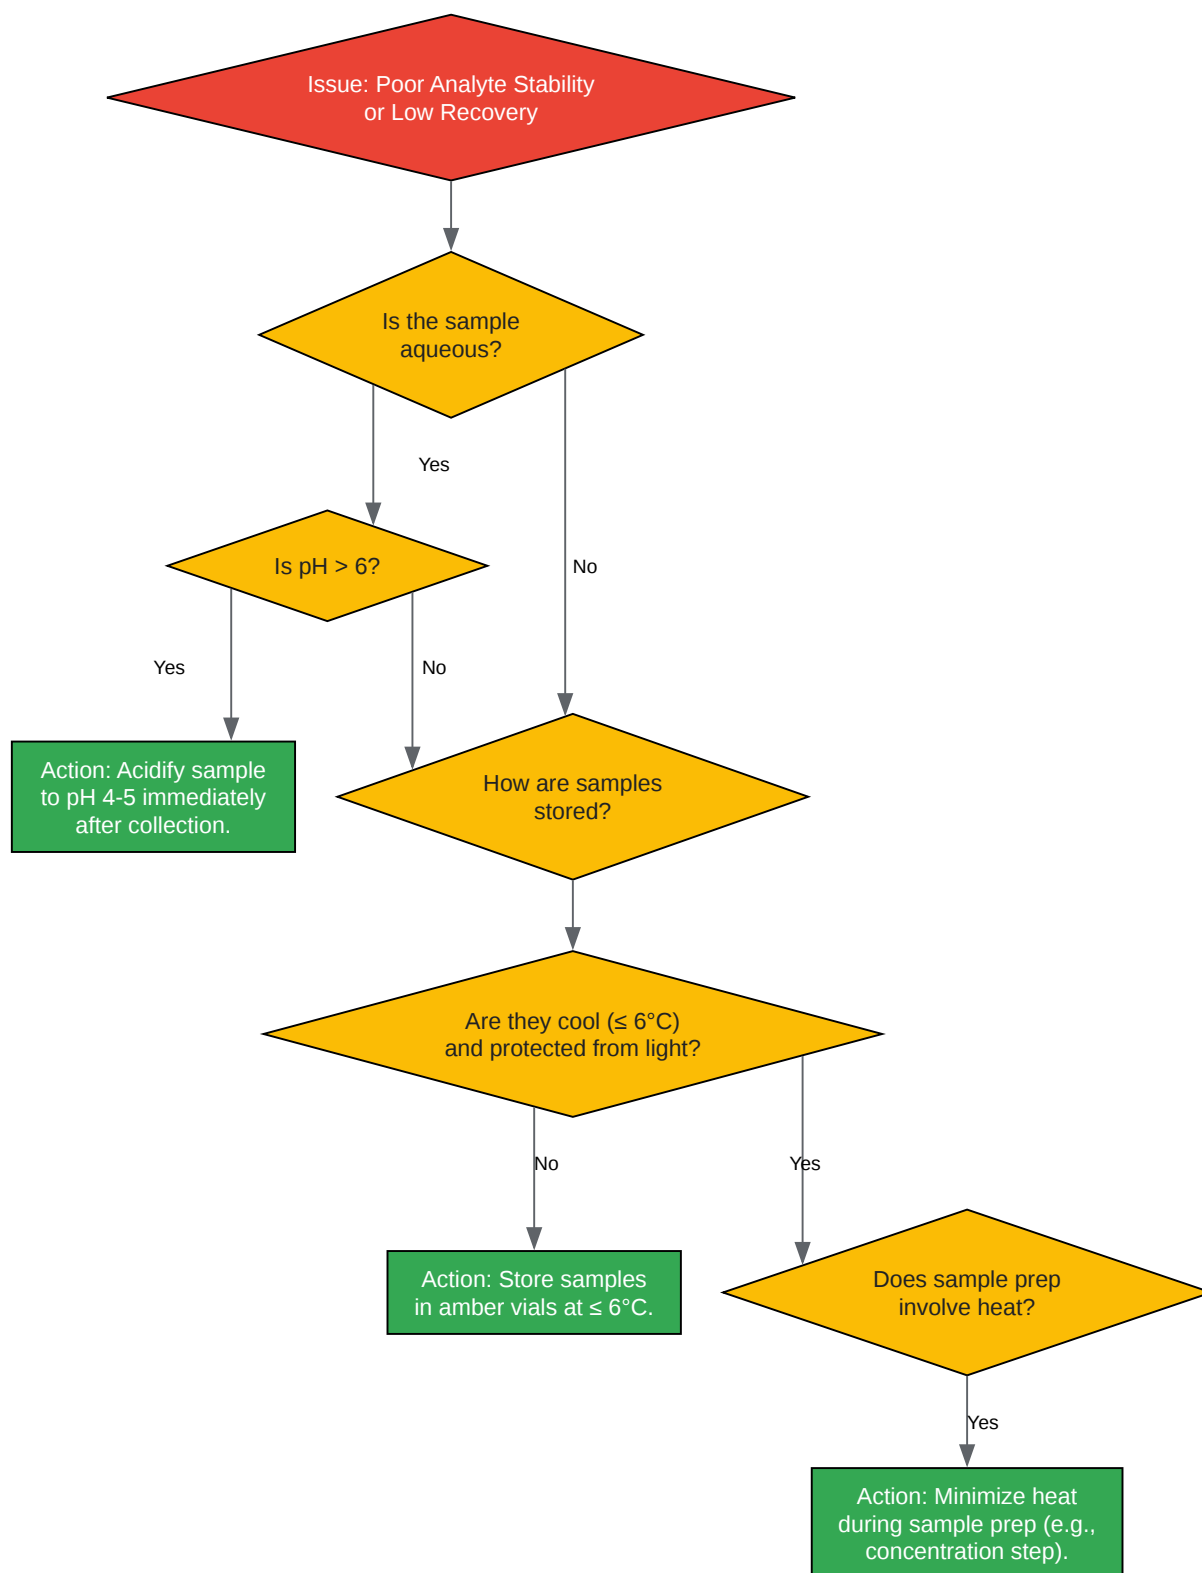 Issue: Poor Analyte Stability
or Low Recovery
Is the sample
aqueous?
Yes
No
Is pH > 6?
Yes
No
Action: Acidify sample
to pH 4-5 immediately
after collection.
How are samples
stored?
Are they cool (≤ 6°C)
and protected from light?
No
Yes
Action: Store samples
in amber vials at ≤ 6°C.
Does sample prep
involve heat?
Yes
Action: Minimize heat
during sample prep (e.g.,
concentration step).